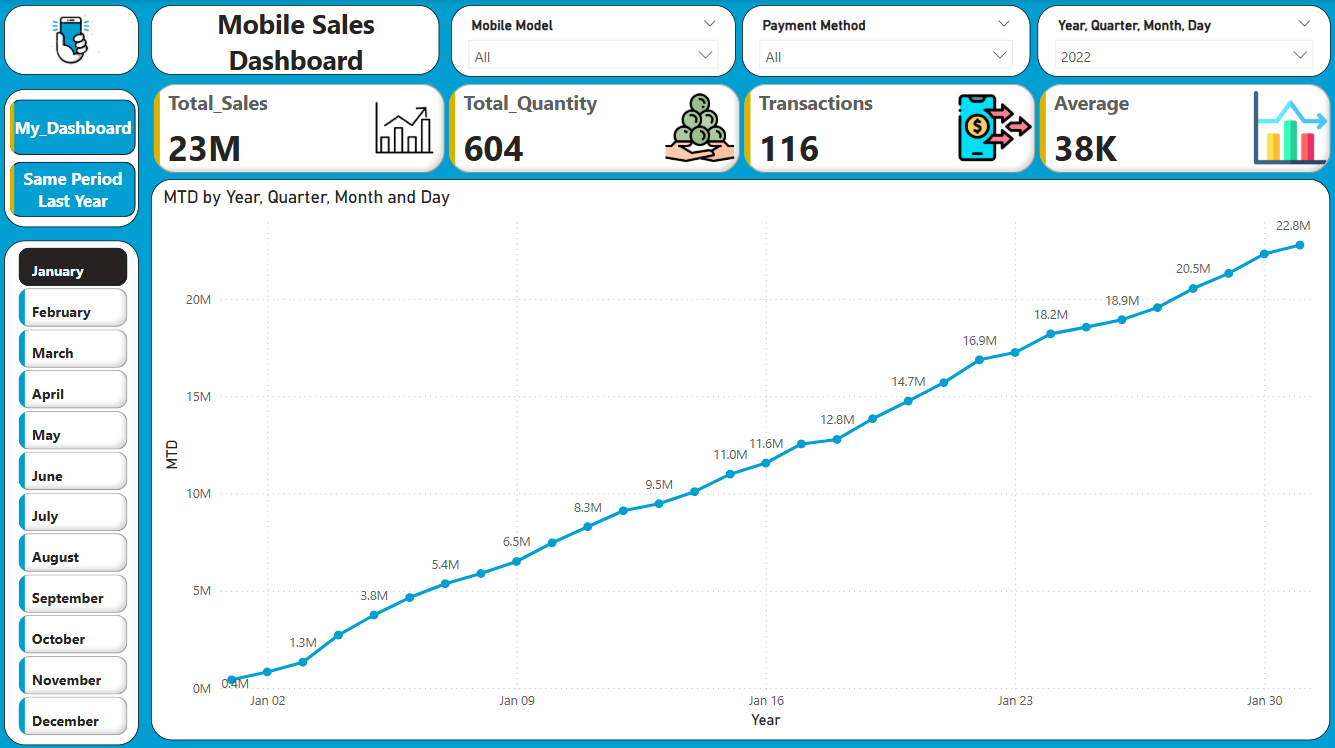 Mobile Sales
Dashboard
Mobile Model
All
Payment Method
All
Year, Quarter, Month, Day
2022
My_Dashboard
Same Period
Last Year
Total_Sales
23M
Total_Quantity
604
Transactions
116
Average
38K
January
February
March
April
May
June
July
August
September
October
November
December
MTD by Year, Quarter, Month and Day
MTD
20M
15M
10M
5M
0M
0.4M
1.3M
3.8M
5.4M
6.5M
8.3M
9.5M
11.0M
11.6M
12.8M
14.7M
16.9M
18.2M
18.9M
20.5M
22.8M
Jan 02
Jan 09
Jan 16
Jan 23
Jan 30
Year